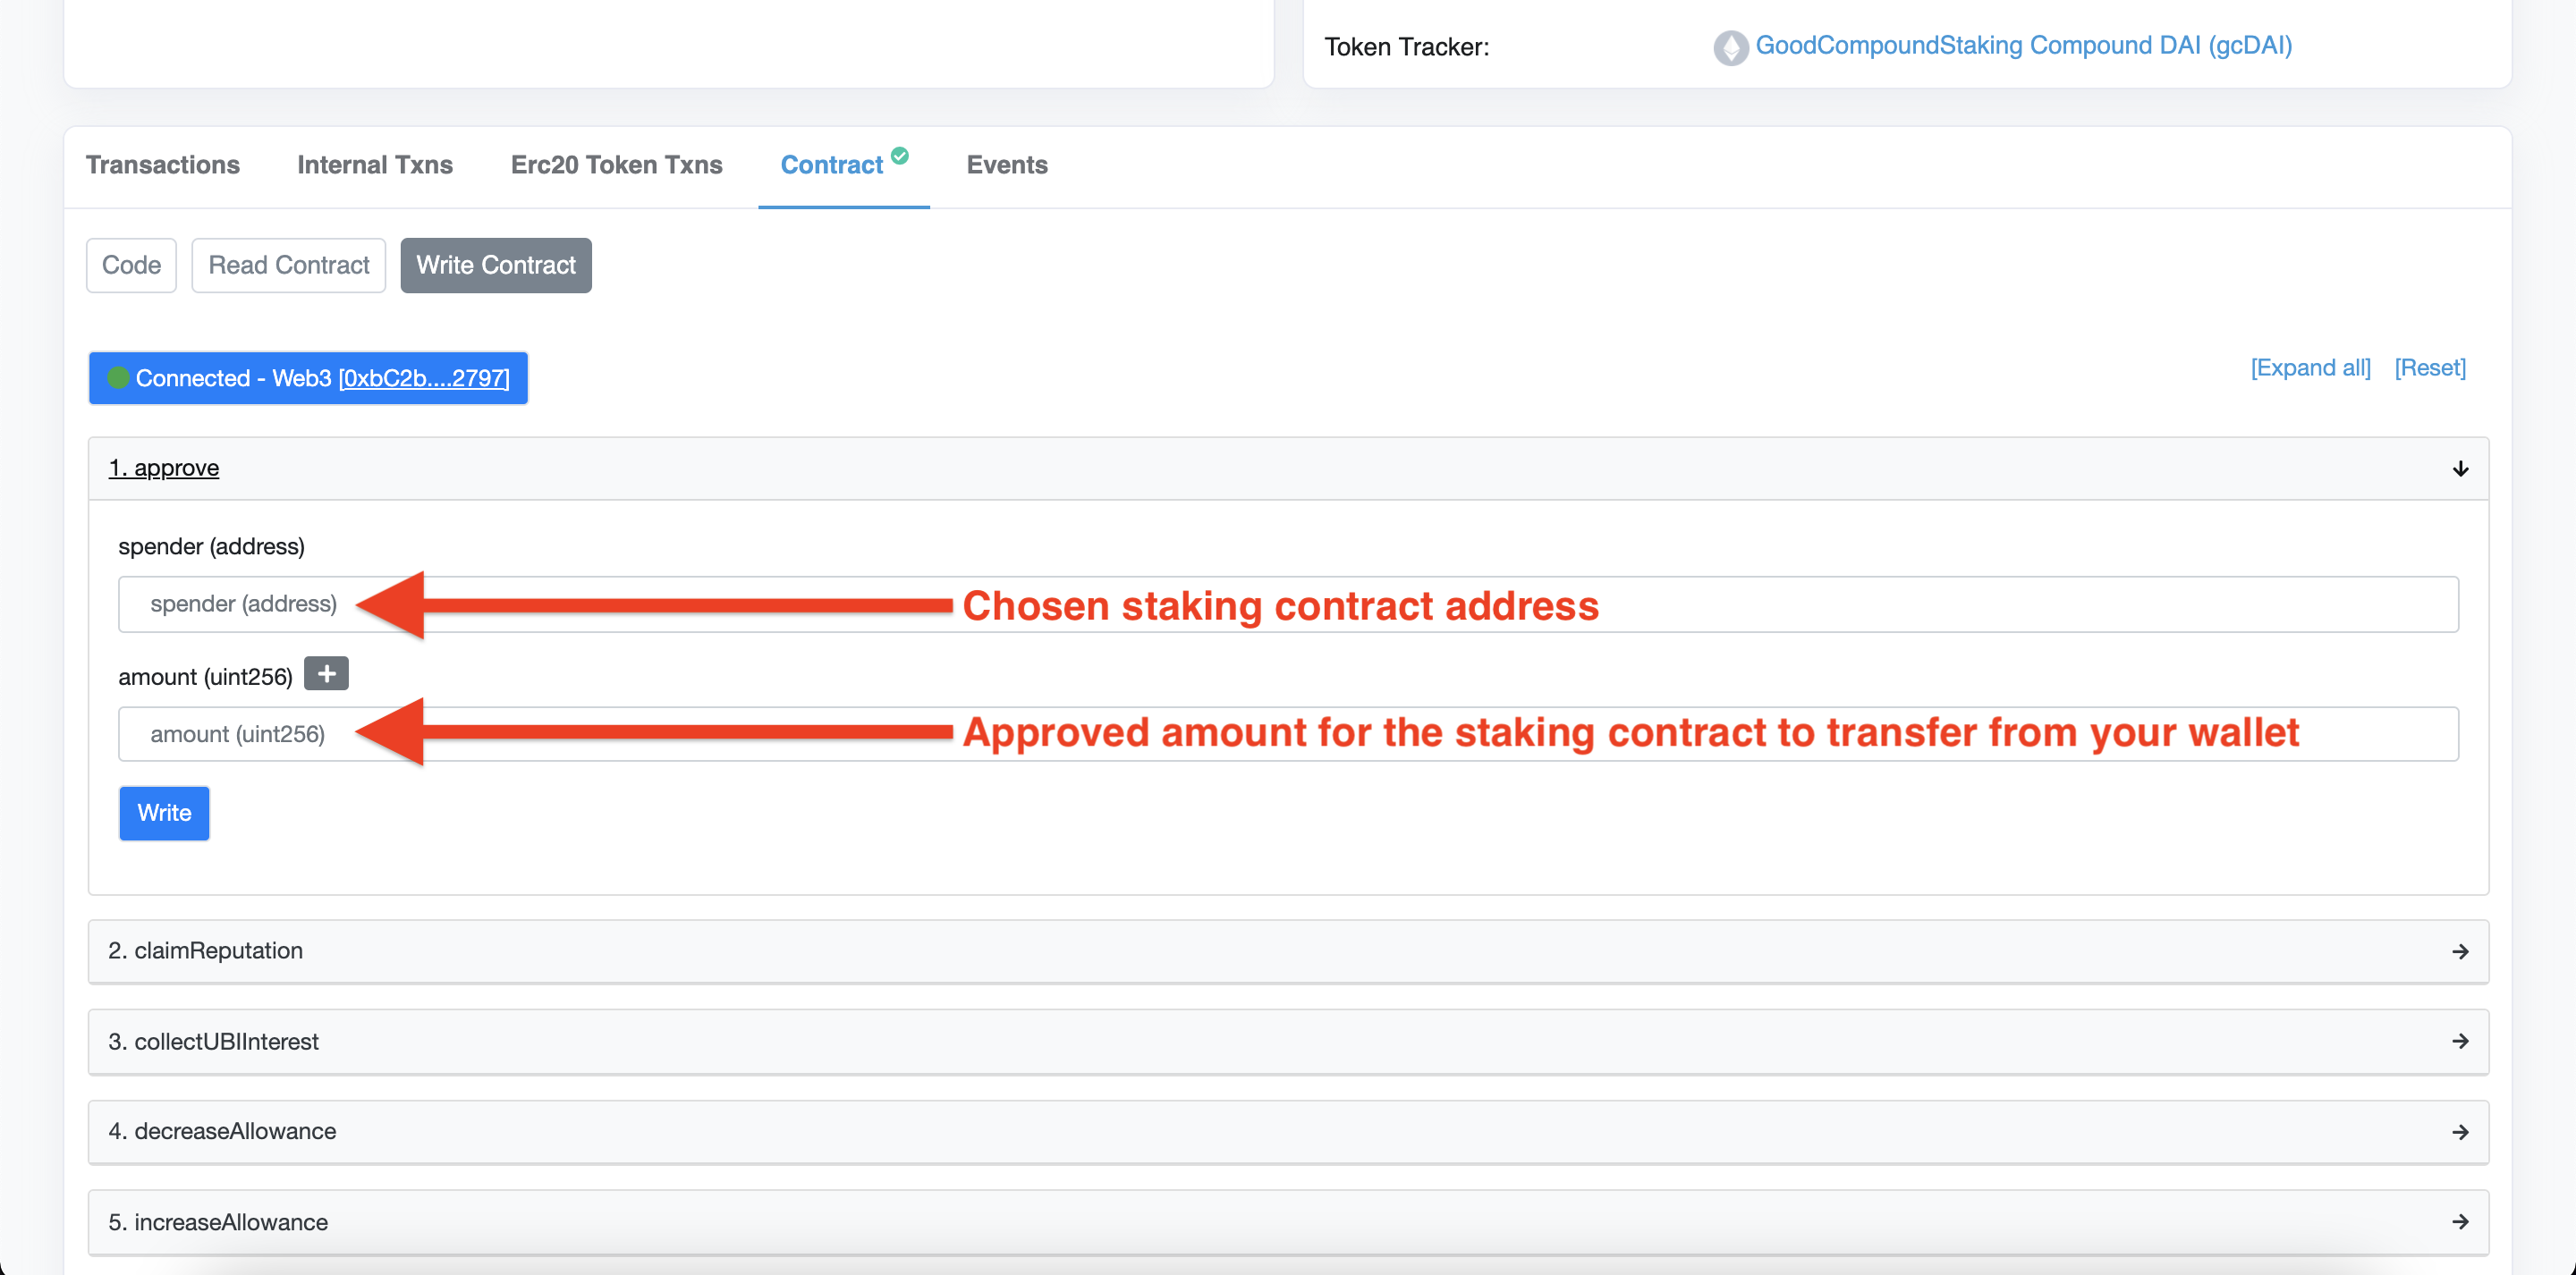 Token Tracker: GoodCompoundStaking Compound DAI (gcDAI)
Transactions Internal Txns Erc20 Token Txns Contract Events
Code Read Contract Write Contract
Connected - Web3 [0xbC2b....2797] [Expand all] [Reset]
1. approve
spender (address)
spender (address) Chosen staking contract address
amount (uint256) +
amount (uint256) Approved amount for the staking contract to transfer from your wallet
Write
2. claimReputation
3. collectUBIInterest
4. decreaseAllowance
5. increaseAllowance